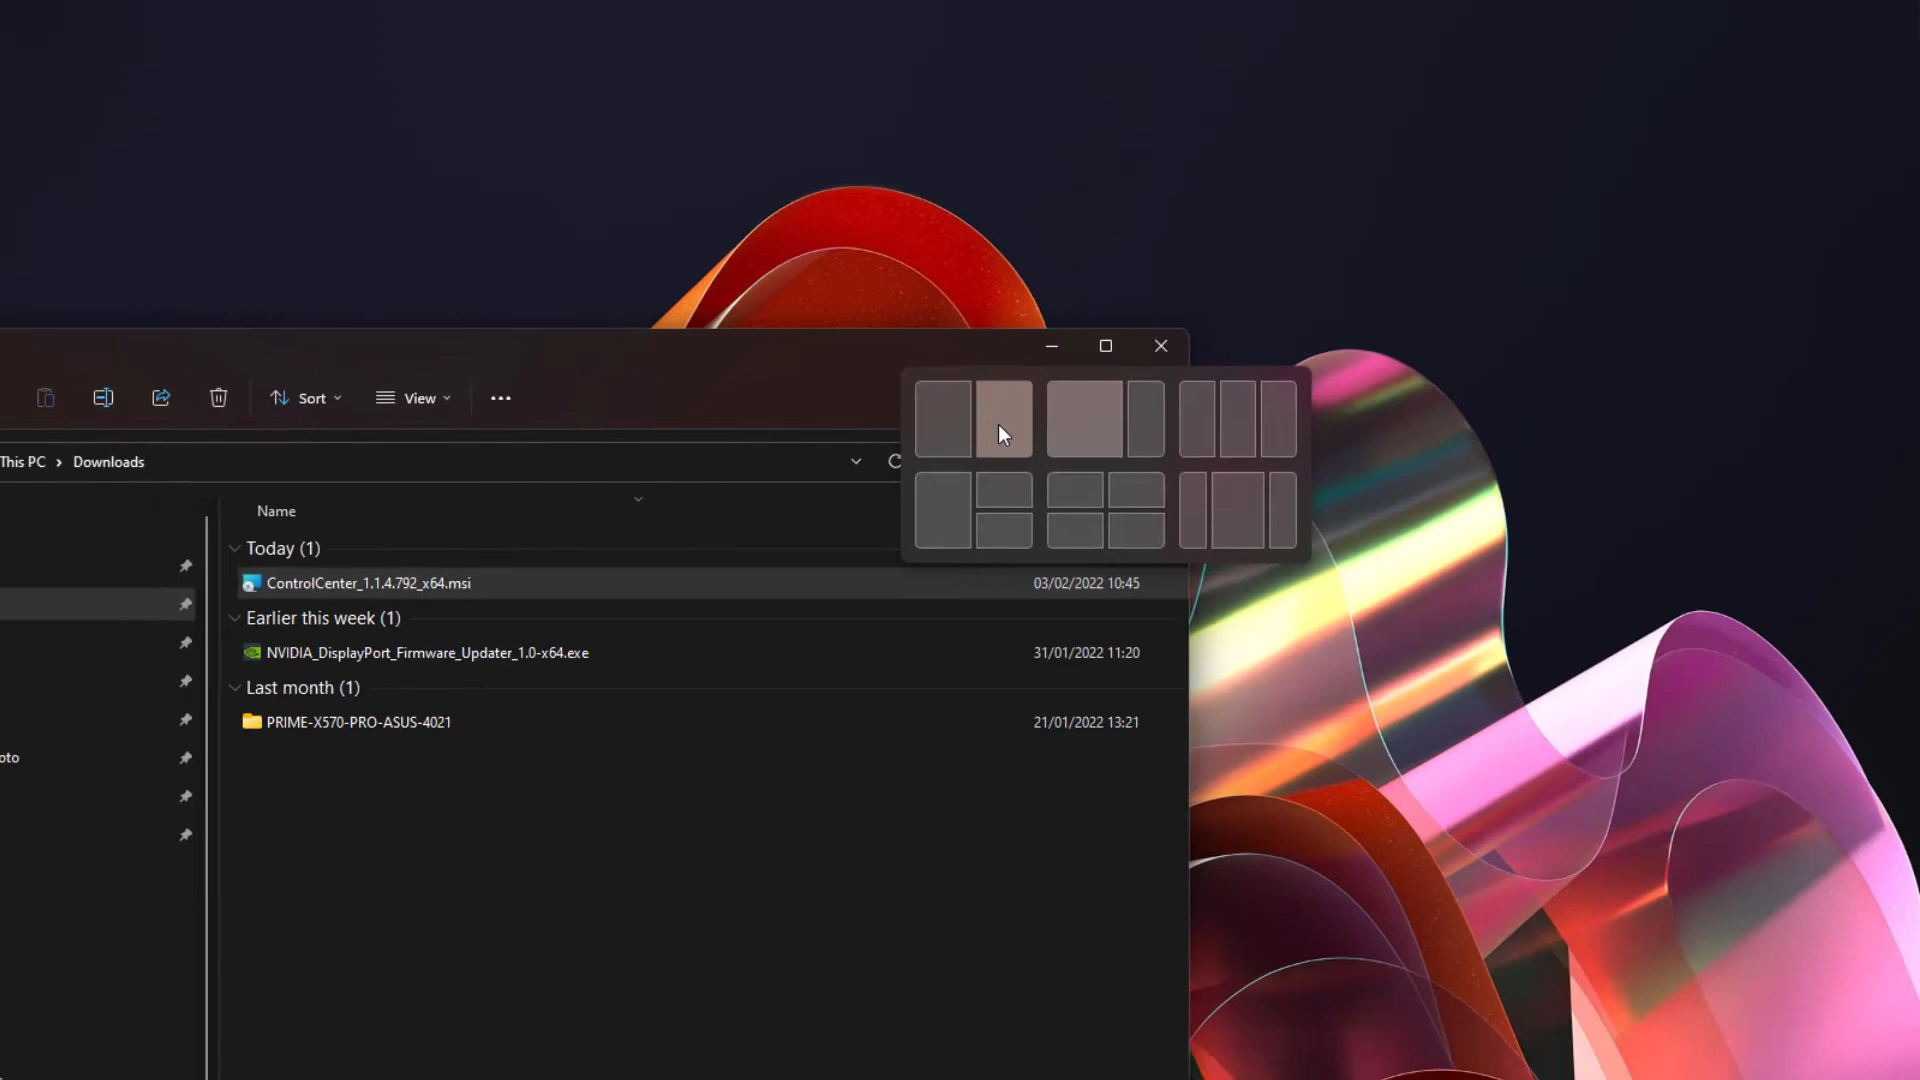 Sort
View
This PC > Downloads
Name
Today (1)
ControlCenter_1.1.4.792_x64.msi 03/02/2022 10:45
Earlier this week (1)
NVIDIA_DisplayPort_Firmware_Updater_1.0-x64.exe 31/01/2022 11:20
Last month (1)
PRIME-X570-PRO-ASUS-4021 21/01/2022 13:21
oto